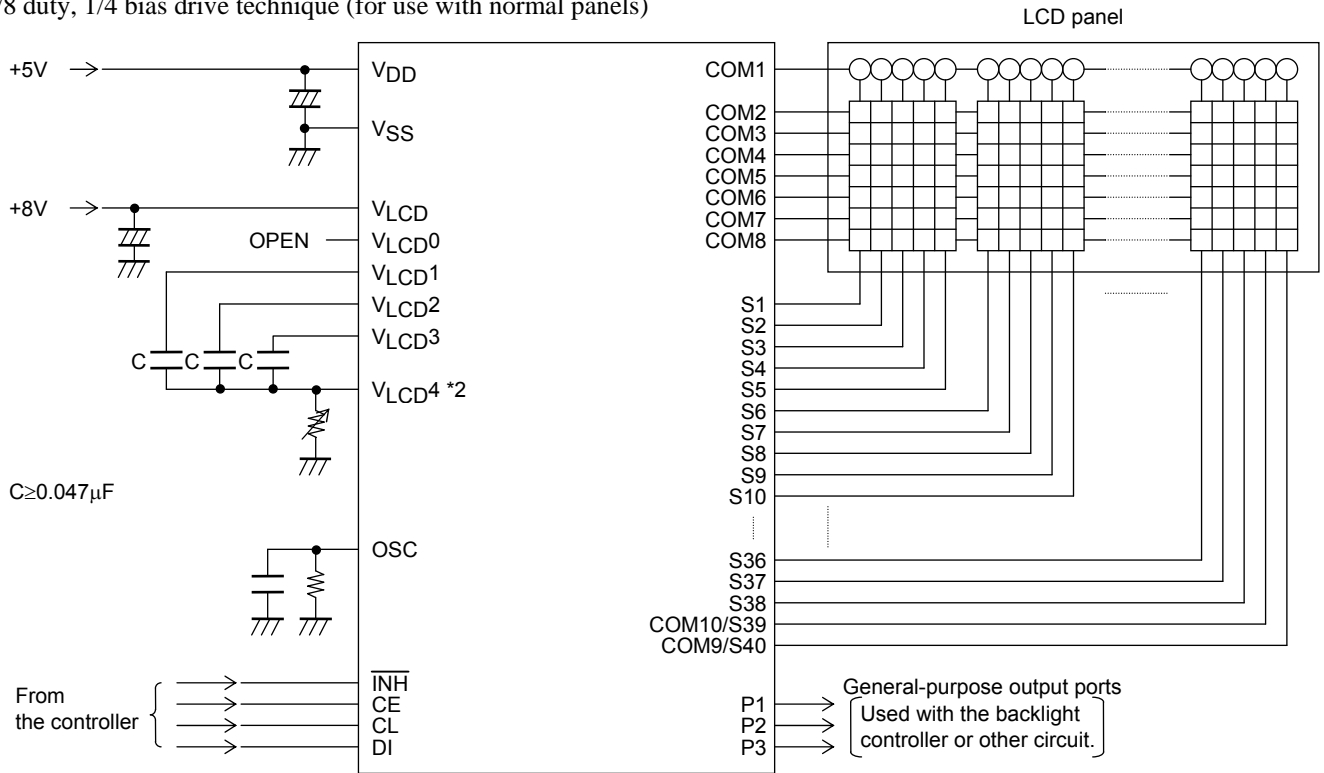 /8 duty, 1/4 bias drive technique (for use with normal panels)
LCD panel
+5V
VDD
VSS
+8V
VLCD
OPEN
VLCD0
VLCD1
VLCD2
VLCD3
C
C
C
VLCD4 *2
C≥0.047μF
OSC
From
the controller
INH
CE
CL
DI
COM1
COM2
COM3
COM4
COM5
COM6
COM7
COM8
S1
S2
S3
S4
S5
S6
S7
S8
S9
S10
S36
S37
S38
COM10/S39
COM9/S40
P1
P2
P3
General-purpose output ports
Used with the backlight
controller or other circuit.